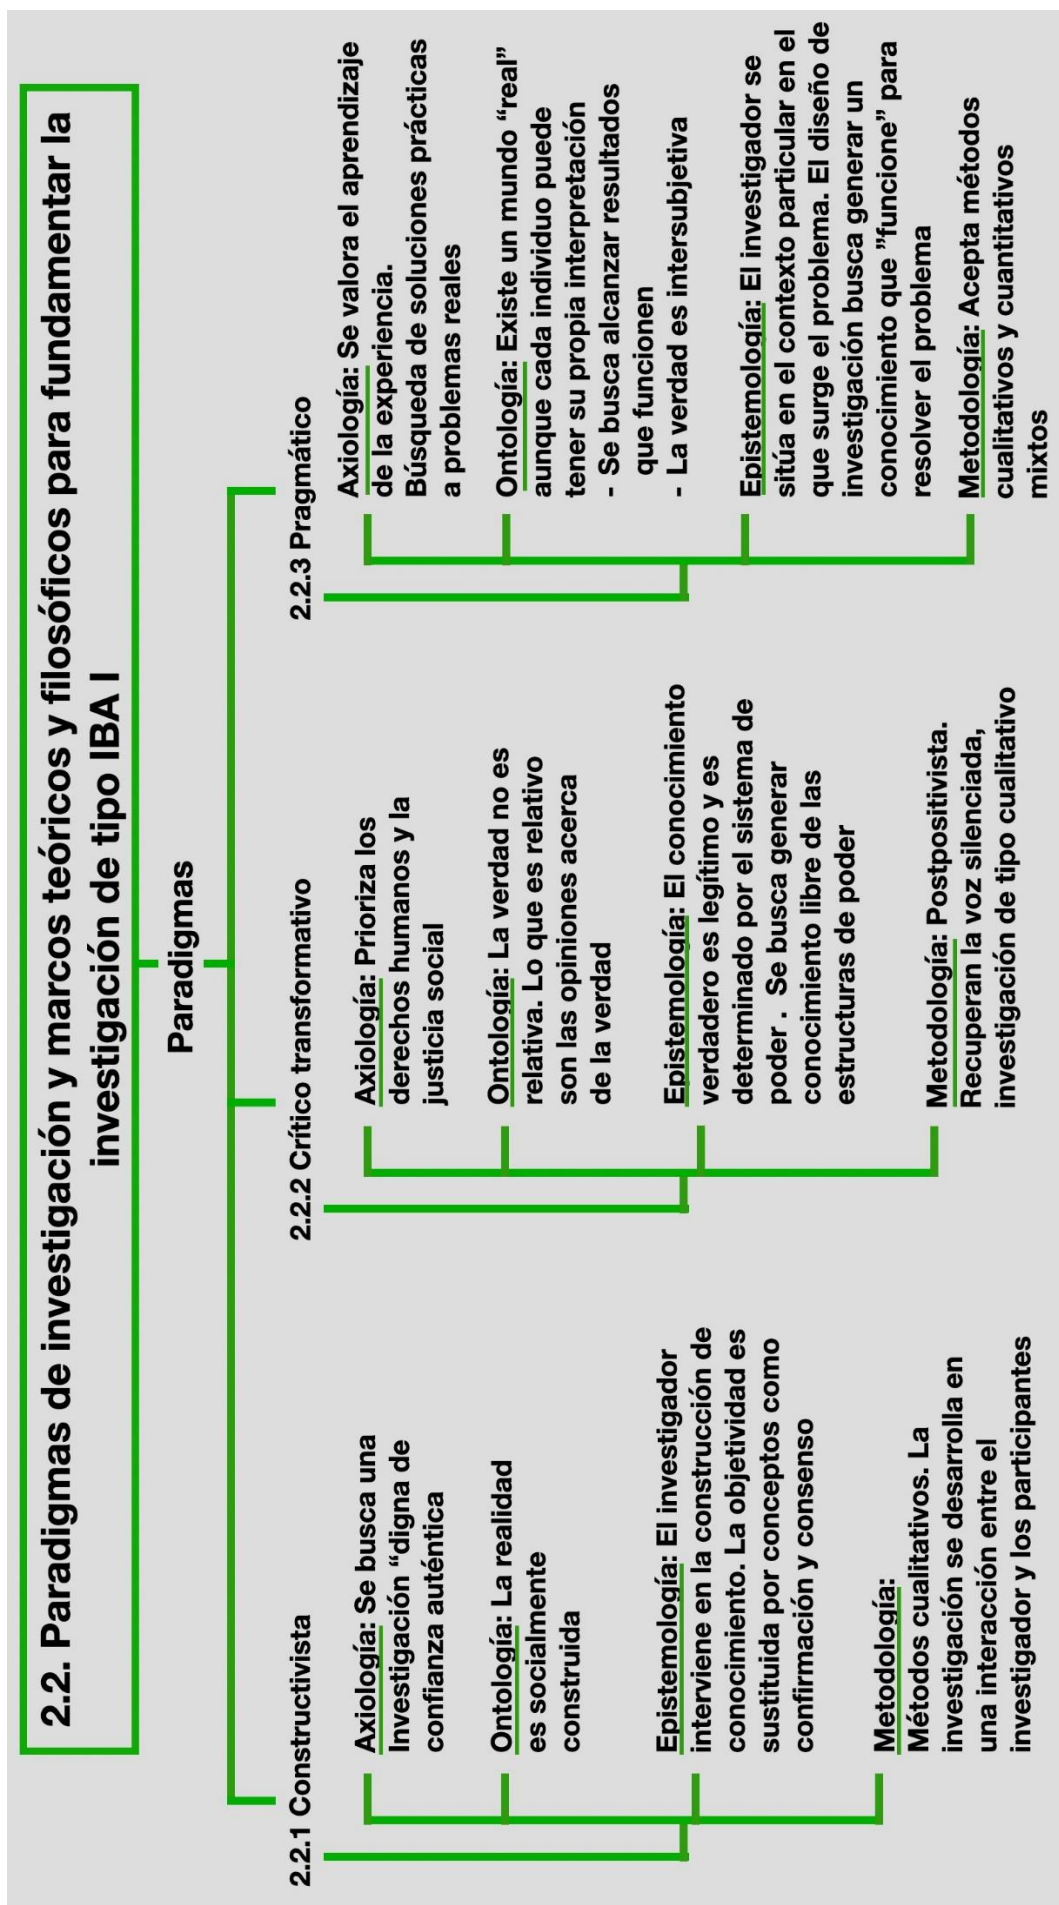 2.2. Paradigmas de investigación y marcos teóricos y filosóficos para fundamentar la
investigación de tipo IBA I
Paradigmas
2.2.1 Constructivista
Axiología: Se busca una
Investigación “digna de
confianza auténtica
Ontología: La realidad
es socialmente
construida
Epistemología: El investigador
interviene en la construcción de
conocimiento. La objetividad es
sustituida por conceptos como
confirmación y consenso
Metodología:
Métodos cualitativos. La
investigación se desarrolla en
una interacción entre el
investigador y los participantes
2.2.2 Crítico transformativo
Axiología: Prioriza los
derechos humanos y la
justicia social
Ontología: La verdad no es
relativa. Lo que es relativo
son las opiniones acerca
de la verdad
Epistemología: El conocimiento
verdadero es legítimo y es
determinado por el sistema de
poder . Se busca generar
conocimiento libre de las
estructuras de poder
Metodología: Postpositivista.
Recuperan la voz silenciada,
investigación de tipo cualitativo
2.2.3 Pragmático
Axiología: Se valora el aprendizaje
de la experiencia.
Búsqueda de soluciones prácticas
a problemas reales
Ontología: Existe un mundo “real”
aunque cada individuo puede
tener su propia interpretación
- Se busca alcanzar resultados
que funcionen
- La verdad es intersubjetiva
Epistemología: El investigador se
sitúa en el contexto particular en el
que surge el problema. El diseño de
investigación busca generar un
conocimiento que ”funcione” para
resolver el problema
Metodología: Acepta métodos
cualitativos y cuantitativos
mixtos